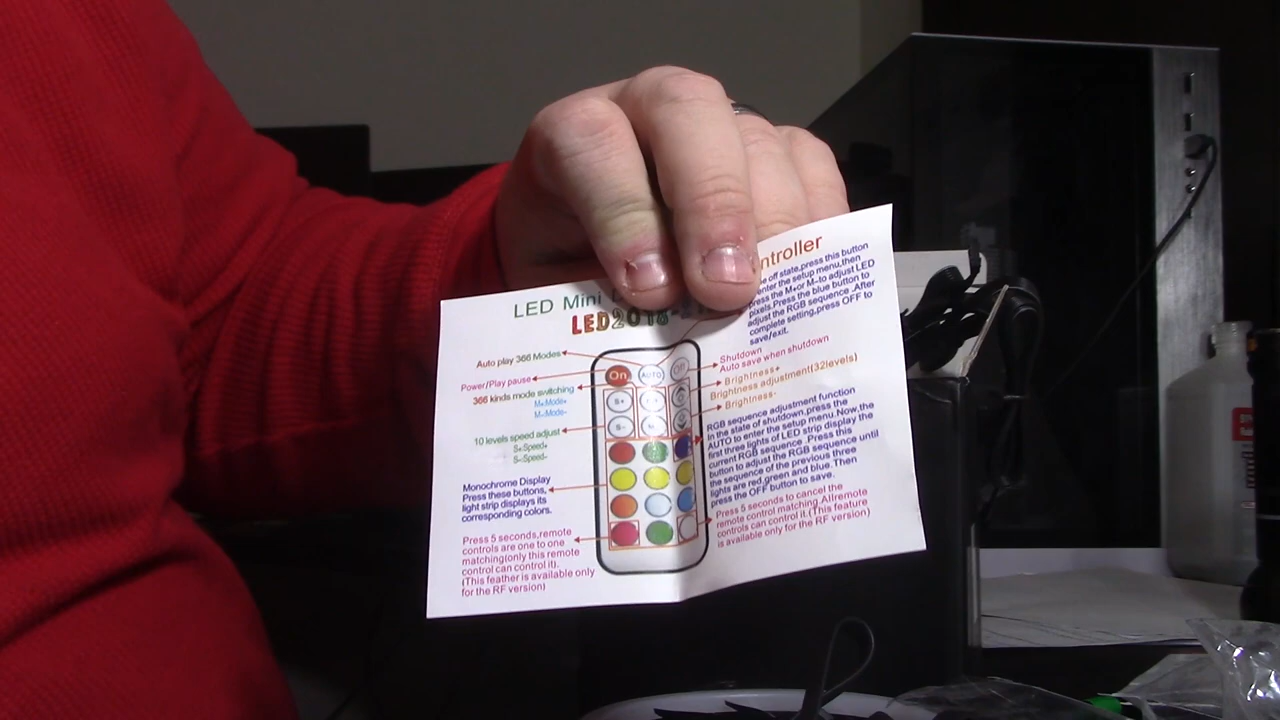 LED Mini
ntroller
LED2016-
Auto play 366 Modes
Power/Play pause
366 kinds mode switching
M+:Mode+
M-:Mode-
10 levels speed adjust
S+:Speed+
S-:Speed-
Monochrome Display
Press these buttons,
light strip displays its
corresponding colors.
Press 5 seconds,remote
controls are one to one
matching(only this remote
control can control it).
(This feather is available only
for the RF version)
On
AUTO
Off
S+
S-
off state,press this button
enter the setup menu,then
press the M+or M-to adjust LED
pixels.Press the blue button to
adjust the RGB sequence .After
complete setting,press OFF to
save/exit.
Shutdown
Auto save when shutdown
Brightness+
Brightness adjustment(32levels)
Brightness-
RGB sequence adjustment function
In the state of shutdown,press the
AUTO to enter the setup menu.Now,the
first three lights of LED strip display the
current RGB sequence .Press this
button to adjust the RGB sequence until
the sequence of the previous three
lights are red,green and blue.Then
press the OFF button to save.
Press 5 seconds to cancel the
remote control matching.Allremote
controls can control it.(This feature
is available only for the RF version)